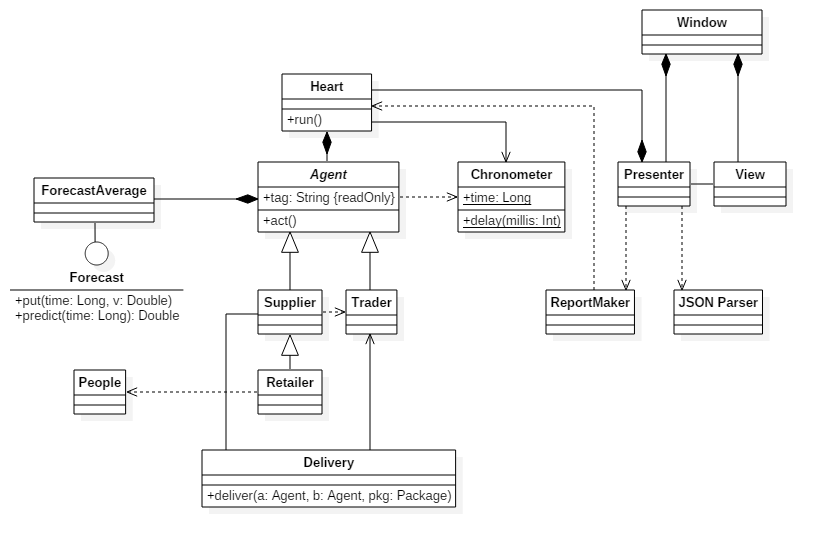 Window
Heart
+run()
Agent
+tag: String {readOnly}
+act()
Chronometer
+time: Long
+delay(millis: Int)
Presenter
View
ForecastAverage
Forecast
+put(time: Long, v: Double)
+predict(time: Long): Double
Supplier
Trader
ReportMaker
JSON Parser
People
Retailer
Delivery
+deliver(a: Agent, b: Agent, pkg: Package)